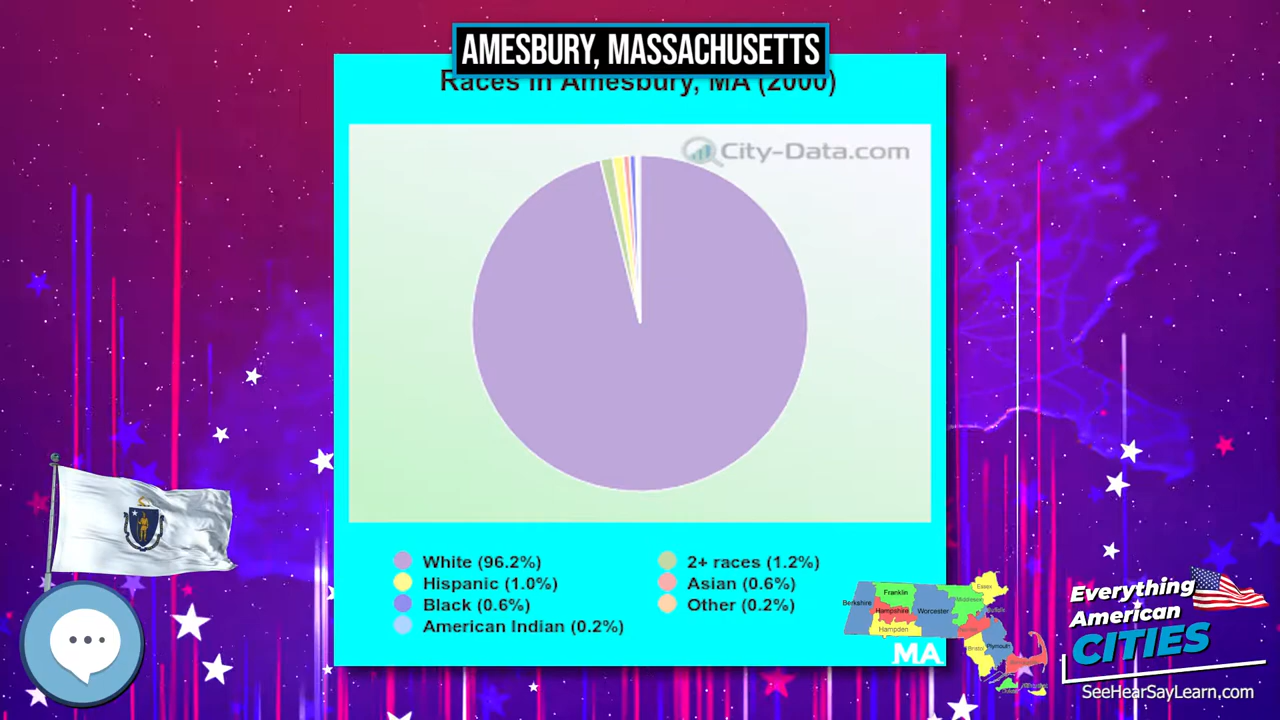 AMESBURY, MASSACHUSETTS
Races in Amesbury, MA (2000)
City-Data.com
White (96.2%)
2+ races (1.2%)
Hispanic (1.0%)
Asian (0.6%)
Black (0.6%)
Other (0.2%)
American Indian (0.2%)
Berkshire
Franklin
Hampshire
Hampden
Worcester
Middlesex
Essex
Suffolk
Bristol
Plymouth
MA
Everything
American
CITIES
SeeHearSayLearn.com